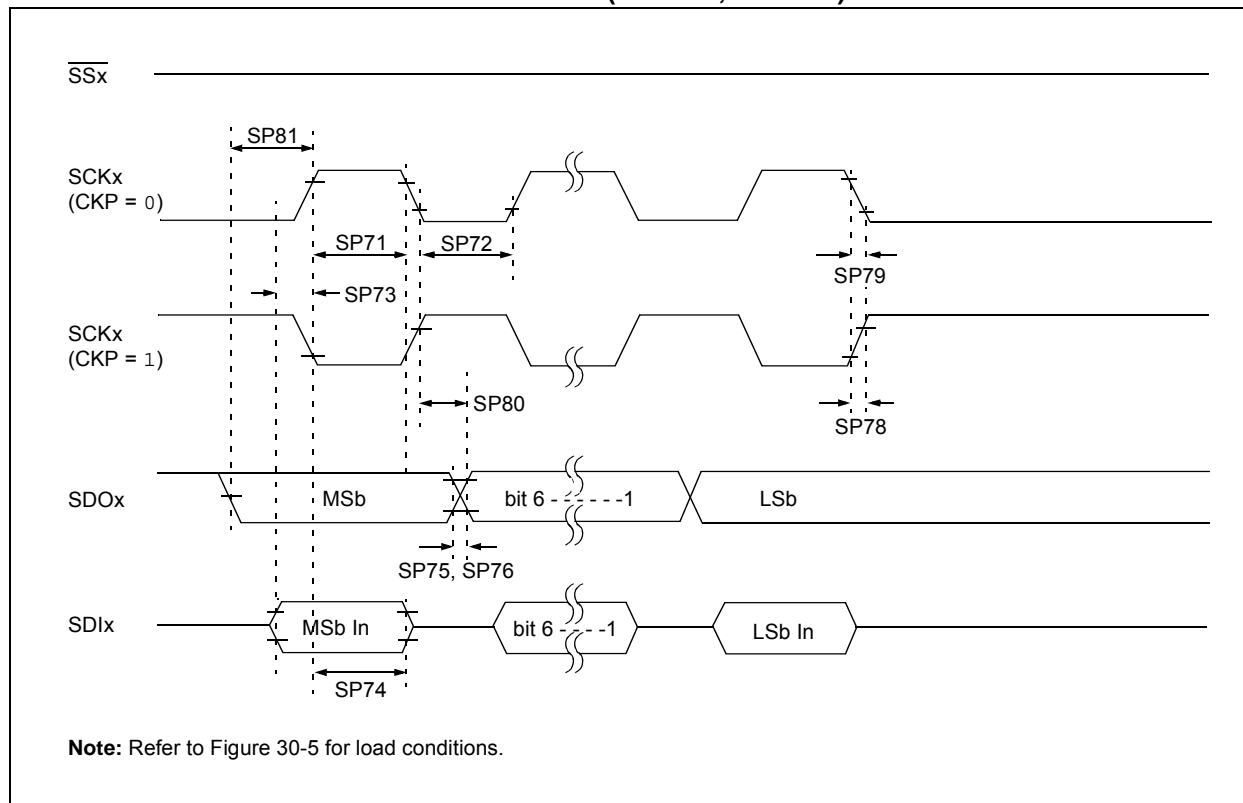 SSx
SP81
SCKx
(CKP = 0)
SP71
SP72
SP79
SP73
SCKx
(CKP = 1)
SP80
SP78
SDOx
MSb
bit 6 - - - - - - -1
LSb
SP75, SP76
SDIx
MSb In
bit 6 - - - - -1
LSb In
SP74
Note: Refer to Figure 30-5 for load conditions.